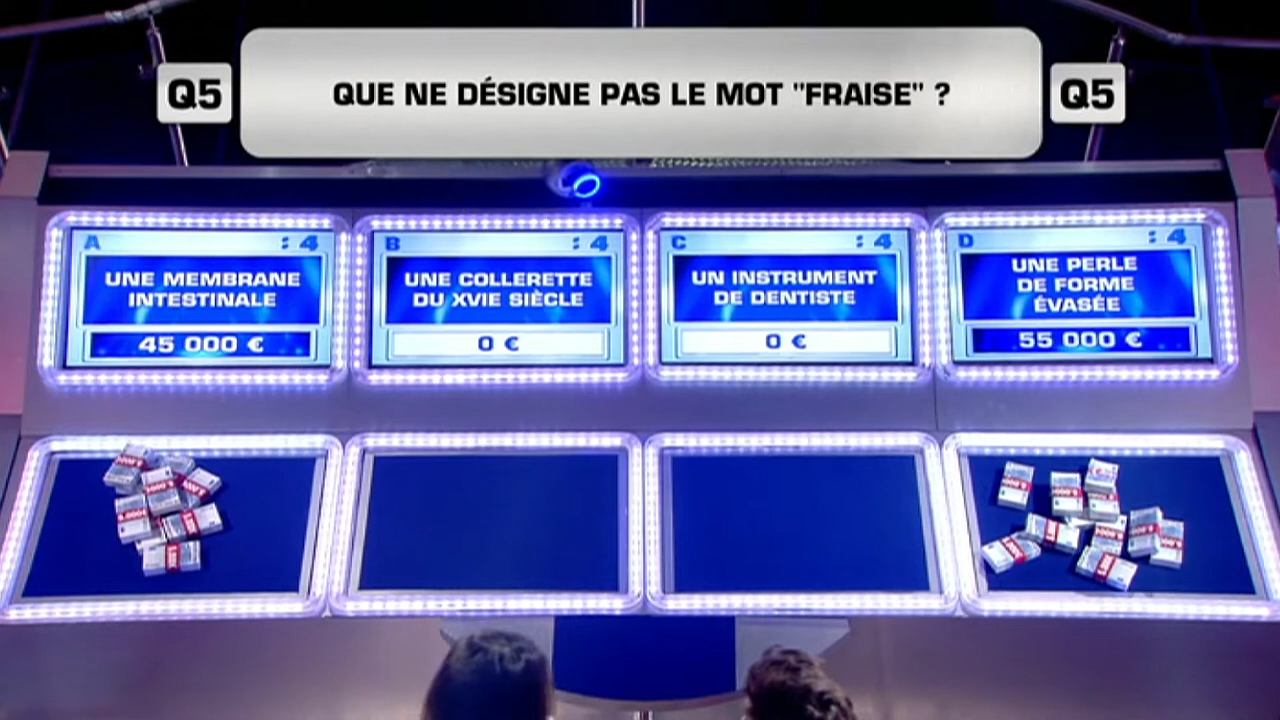 Q5
QUE NE DÉSIGNE PAS LE MOT "FRAISE" ?
Q5
A : 4
UNE MEMBRANE
INTESTINALE
45 000 €
B : 4
UNE COLLERETTE
DU XVIE SIÈCLE
0 €
C : 4
UN INSTRUMENT
DE DENTISTE
0 €
D : 4
UNE PERLE
DE FORME
ÉVASÉE
55 000 €